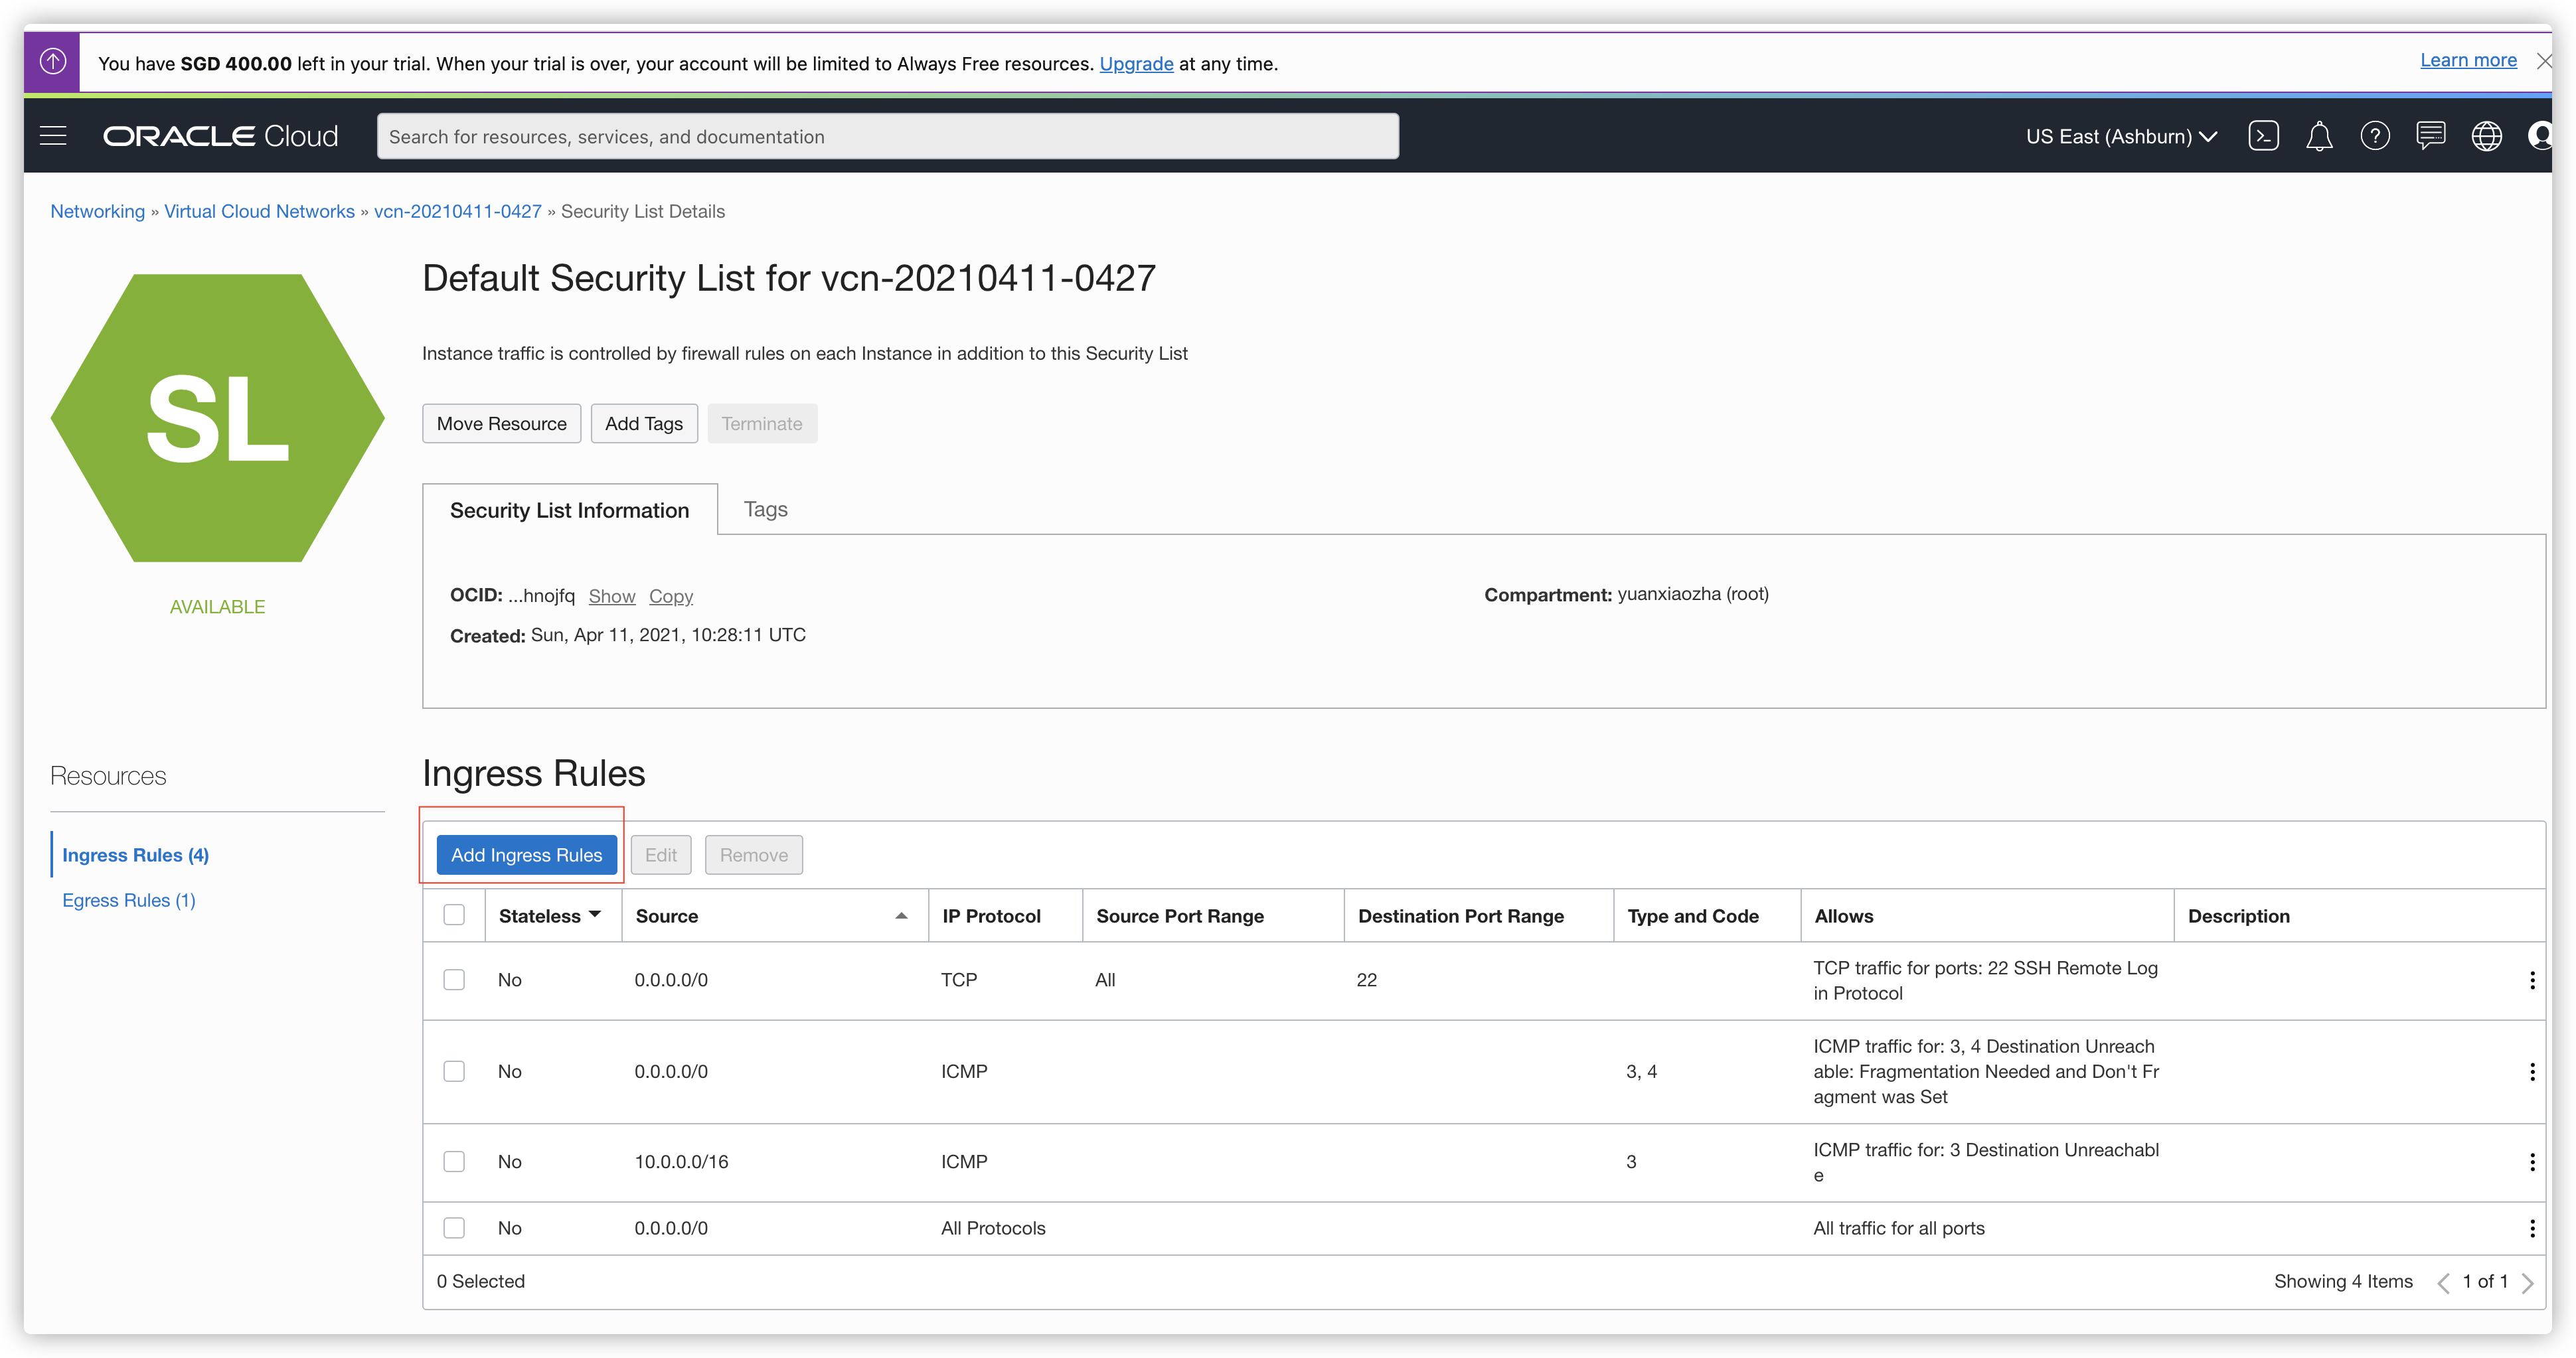 You have SGD 400.00 left in your trial. When your trial is over, your account will be limited to Always Free resources. Upgrade at any time.
Learn more
ORACLE Cloud
Search for resources, services, and documentation
US East (Ashburn)
Networking » Virtual Cloud Networks » vcn-20210411-0427 » Security List Details
SL
AVAILABLE
Default Security List for vcn-20210411-0427
Instance traffic is controlled by firewall rules on each Instance in addition to this Security List
Move Resource
Add Tags
Terminate
Security List Information
Tags
OCID: ...hnojfq Show Copy
Compartment: yuanxiaozha (root)
Created: Sun, Apr 11, 2021, 10:28:11 UTC
Resources
Ingress Rules (4)
Egress Rules (1)
Ingress Rules
Add Ingress Rules
Edit
Remove
Stateless Source IP Protocol Source Port Range Destination Port Range Type and Code Allows Description
No 0.0.0.0/0 TCP All 22 TCP traffic for ports: 22 SSH Remote Log
in Protocol
No 0.0.0.0/0 ICMP 3, 4 ICMP traffic for: 3, 4 Destination Unreach
able: Fragmentation Needed and Don't Fr
agment was Set
No 10.0.0.0/16 ICMP 3 ICMP traffic for: 3 Destination Unreachabl
e
No 0.0.0.0/0 All Protocols All traffic for all ports
0 Selected
Showing 4 Items
1 of 1